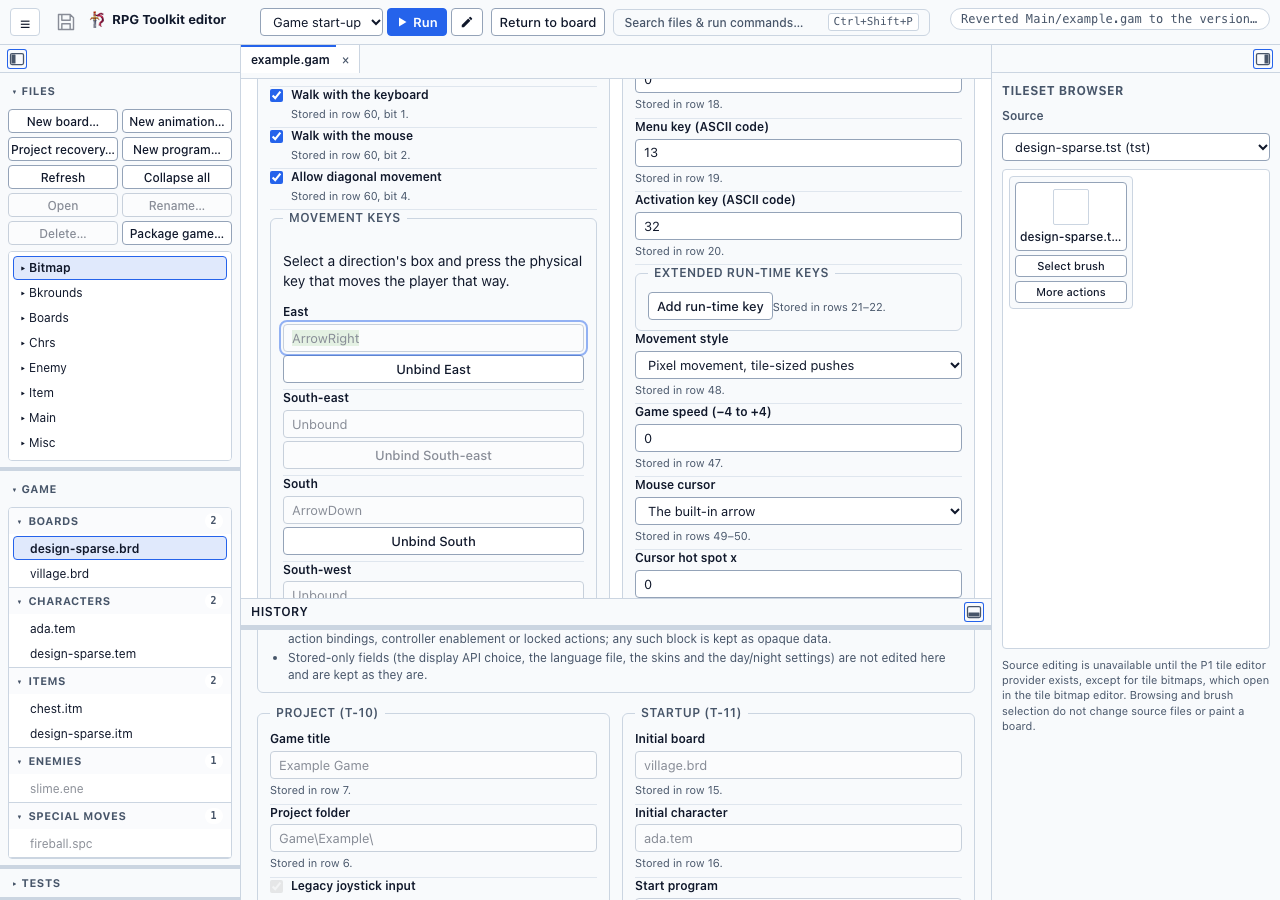 RPG Toolkit editor
Game start-up
Run
Return to board
Search files & run commands...
Ctrl+Shift+P
Reverted Main/example.gam to the version…
FILES
New board...
New animation...
Project recovery...
New program...
Refresh
Collapse all
Open
Rename...
Delete...
Package game...
Bitmap
Bkrounds
Boards
Chrs
Enemy
Item
Main
Misc
GAME
BOARDS 2
design-sparse.brd
village.brd
CHARACTERS 2
ada.tem
design-sparse.tem
ITEMS 2
chest.itm
design-sparse.itm
ENEMIES 1
slime.ene
SPECIAL MOVES 1
fireball.spc
TESTS
example.gam ×
Walk with the keyboard
Stored in row 60, bit 1.
Walk with the mouse
Stored in row 60, bit 2.
Allow diagonal movement
Stored in row 60, bit 4.
MOVEMENT KEYS
Select a direction's box and press the physical
key that moves the player that way.
East
ArrowRight
Unbind East
South-east
Unbound
Unbind South-east
South
ArrowDown
Unbind South
South-west
Unbound
0
Stored in row 18.
Menu key (ASCII code)
13
Stored in row 19.
Activation key (ASCII code)
32
Stored in row 20.
EXTENDED RUN-TIME KEYS
Add run-time key
Stored in rows 21–22.
Movement style
Pixel movement, tile-sized pushes
Stored in row 48.
Game speed (−4 to +4)
0
Stored in row 47.
Mouse cursor
The built-in arrow
Stored in rows 49–50.
Cursor hot spot x
0
HISTORY
action bindings, controller enablement or locked actions; any such block is kept as opaque data.
• Stored-only fields (the display API choice, the language file, the skins and the day/night settings) are not edited here
and are kept as they are.
PROJECT (T-10)
Game title
Example Game
Stored in row 7.
Project folder
Game\Example\
Stored in row 6.
Legacy joystick input
STARTUP (T-11)
Initial board
village.brd
Stored in row 15.
Initial character
ada.tem
Stored in row 16.
Start program
TILESET BROWSER
Source
design-sparse.tst (tst)
design-sparse.t...
Select brush
More actions
Source editing is unavailable until the P1 tile editor
provider exists, except for tile bitmaps, which open
in the tile bitmap editor. Browsing and brush
selection do not change source files or paint a
board.